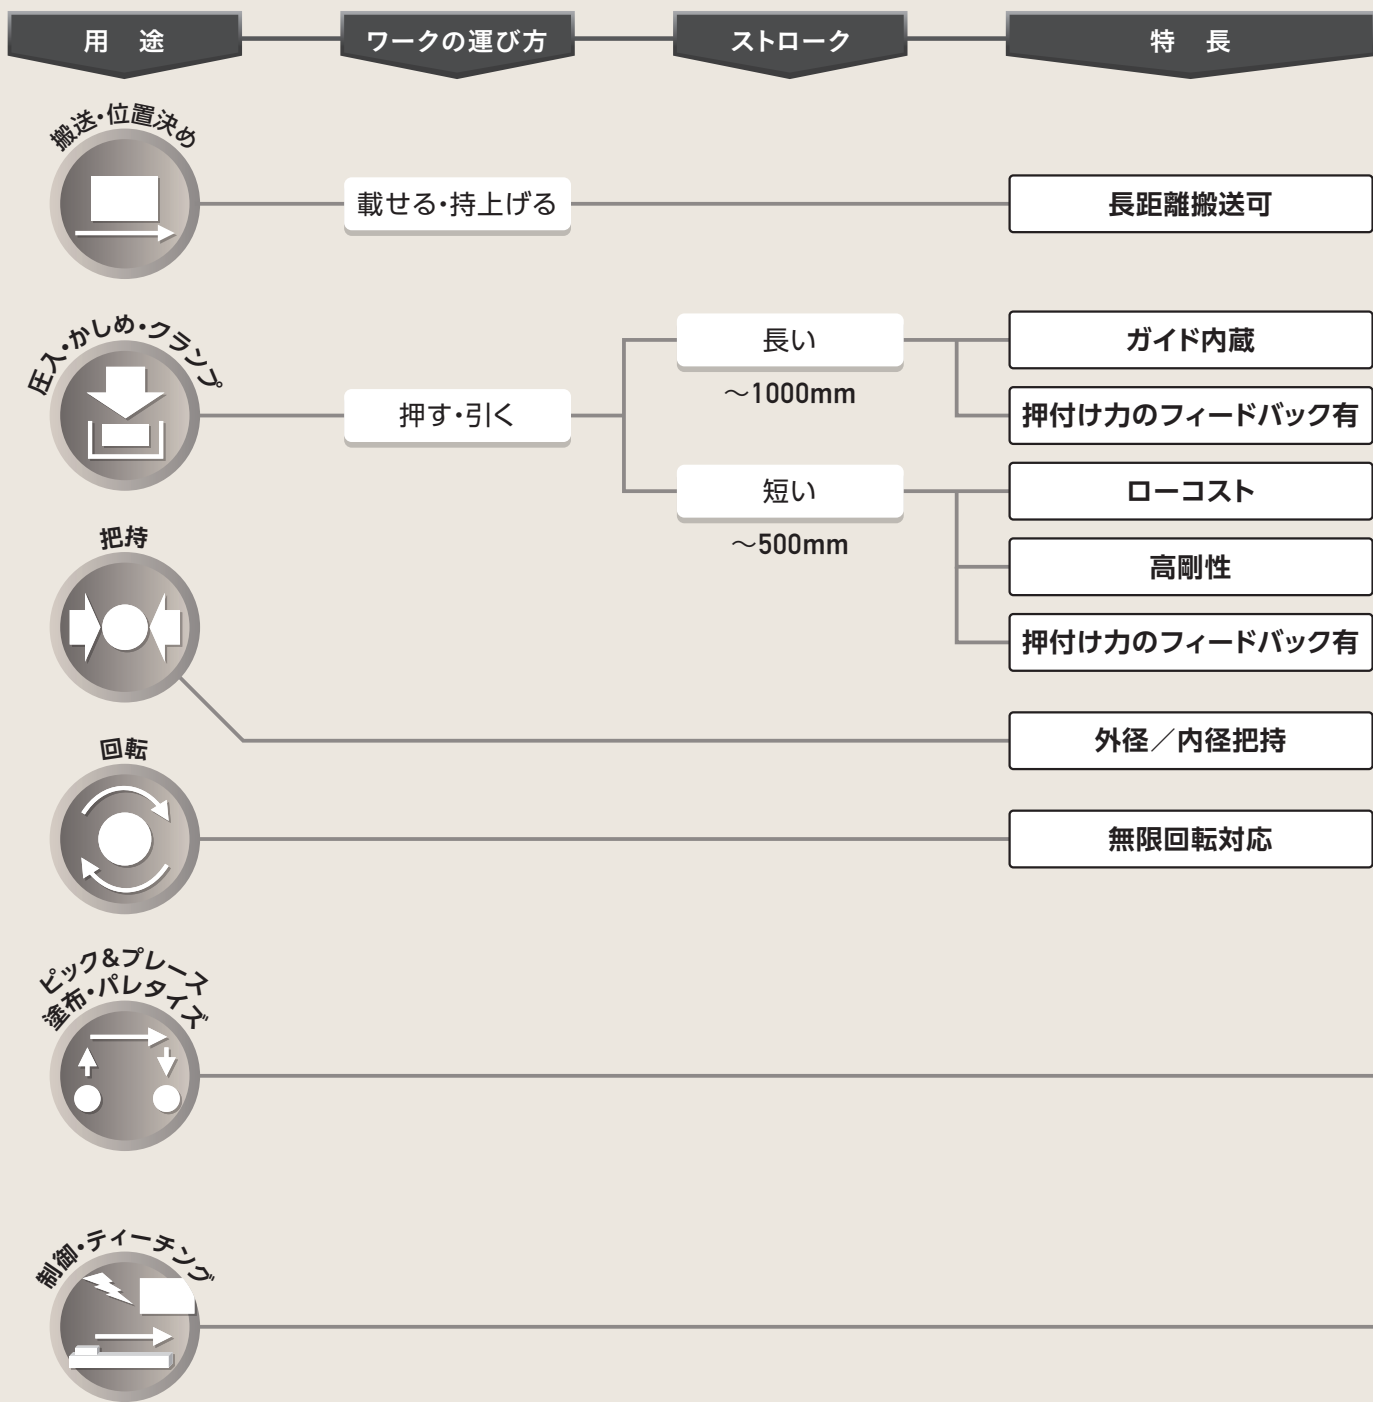 用　途
ワークの運び方
ストローク
特　長
搬送・位置決め
載せる・持上げる
長距離搬送可
圧入・かしめ・クランプ
押す・引く
長い
～1000mm
ガイド内蔵
押付け力のフィードバック有
短い
～500mm
ローコスト
高剛性
押付け力のフィードバック有
把持
外径／内径把持
回転
無限回転対応
ピック&プレース
塗布・パレタイズ
制御・ティーチング